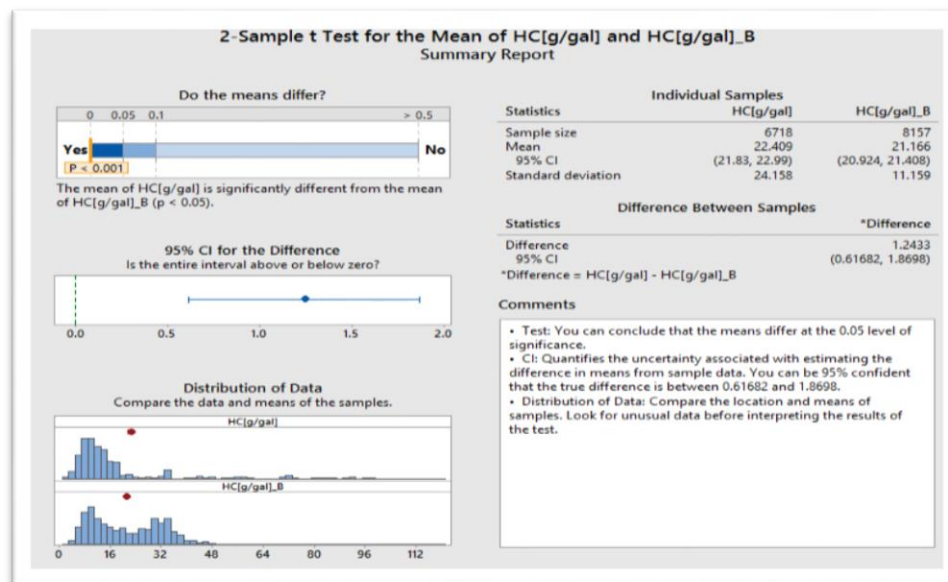 2-Sample t Test for the Mean of HC[g/gal] and HC[g/gal]_B
Summary Report
Do the means differ?
0 0.05 0.1 > 0.5
Yes No
P < 0.001
The mean of HC[g/gal] is significantly different from the mean
of HC[g/gal]_B (p < 0.05).
95% CI for the Difference
Is the entire interval above or below zero?
0.0 0.5 1.0 1.5 2.0
Distribution of Data
Compare the data and means of the samples.
HC[g/gal]
HC[g/gal]_B
0 16 32 48 64 80 96 112
Individual Samples
Statistics HC[g/gal] HC[g/gal]_B
Sample size 6718 8157
Mean 22.409 21.166
95% CI (21.83, 22.99) (20.924, 21.408)
Standard deviation 24.158 11.159
Difference Between Samples
Statistics *Difference
Difference 1.2433
95% CI (0.61682, 1.8698)
*Difference = HC[g/gal] - HC[g/gal]_B
Comments
• Test: You can conclude that the means differ at the 0.05 level of
significance.
• CI: Quantifies the uncertainty associated with estimating the
difference in means from sample data. You can be 95% confident
that the true difference is between 0.61682 and 1.8698.
• Distribution of Data: Compare the location and means of
samples. Look for unusual data before interpreting the results of
the test.